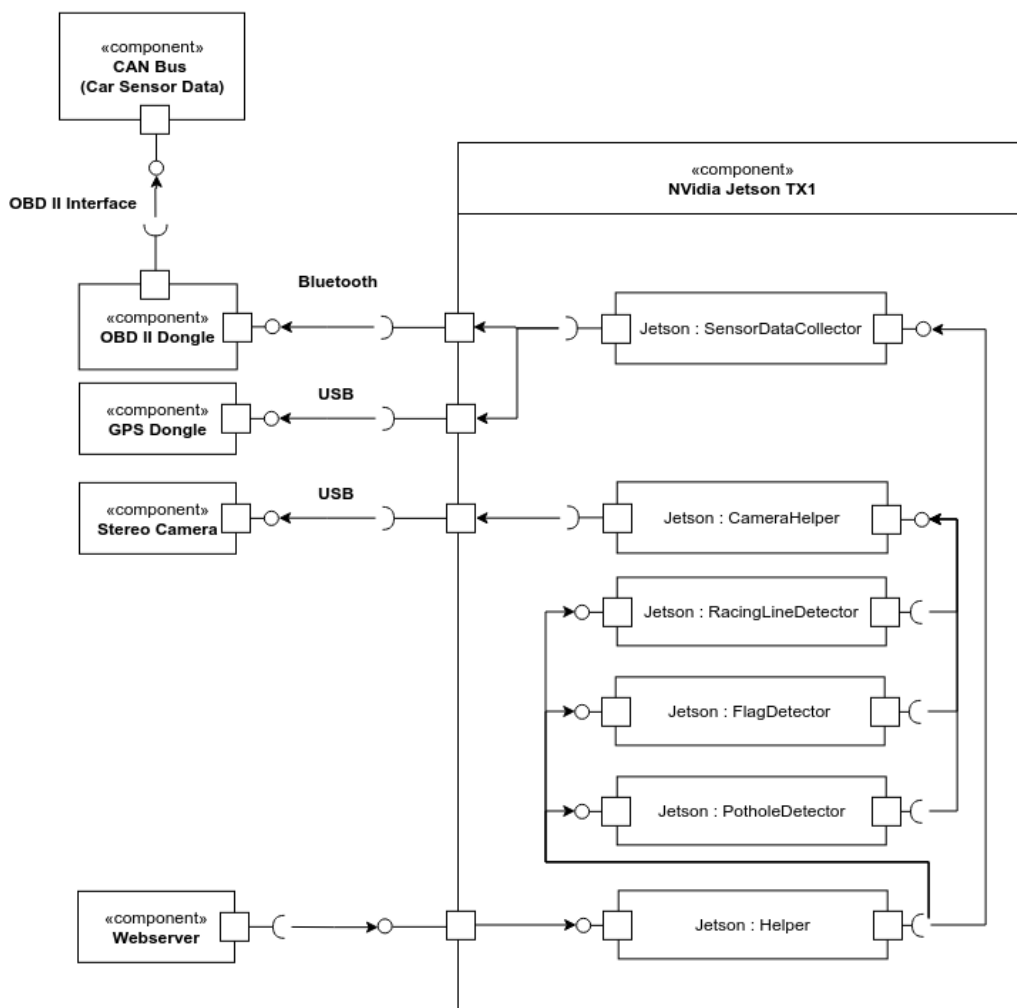 «component»
CAN Bus
(Car Sensor Data)
«component»
NVidia Jetson TX1
OBD II Interface
Bluetooth
«component»
OBD II Dongle
Jetson : SensorDataCollector
USB
«component»
GPS Dongle
USB
«component»
Stereo Camera
Jetson : CameraHelper
Jetson : RacingLineDetector
Jetson : FlagDetector
Jetson : PotholeDetector
«component»
Webserver
Jetson : Helper